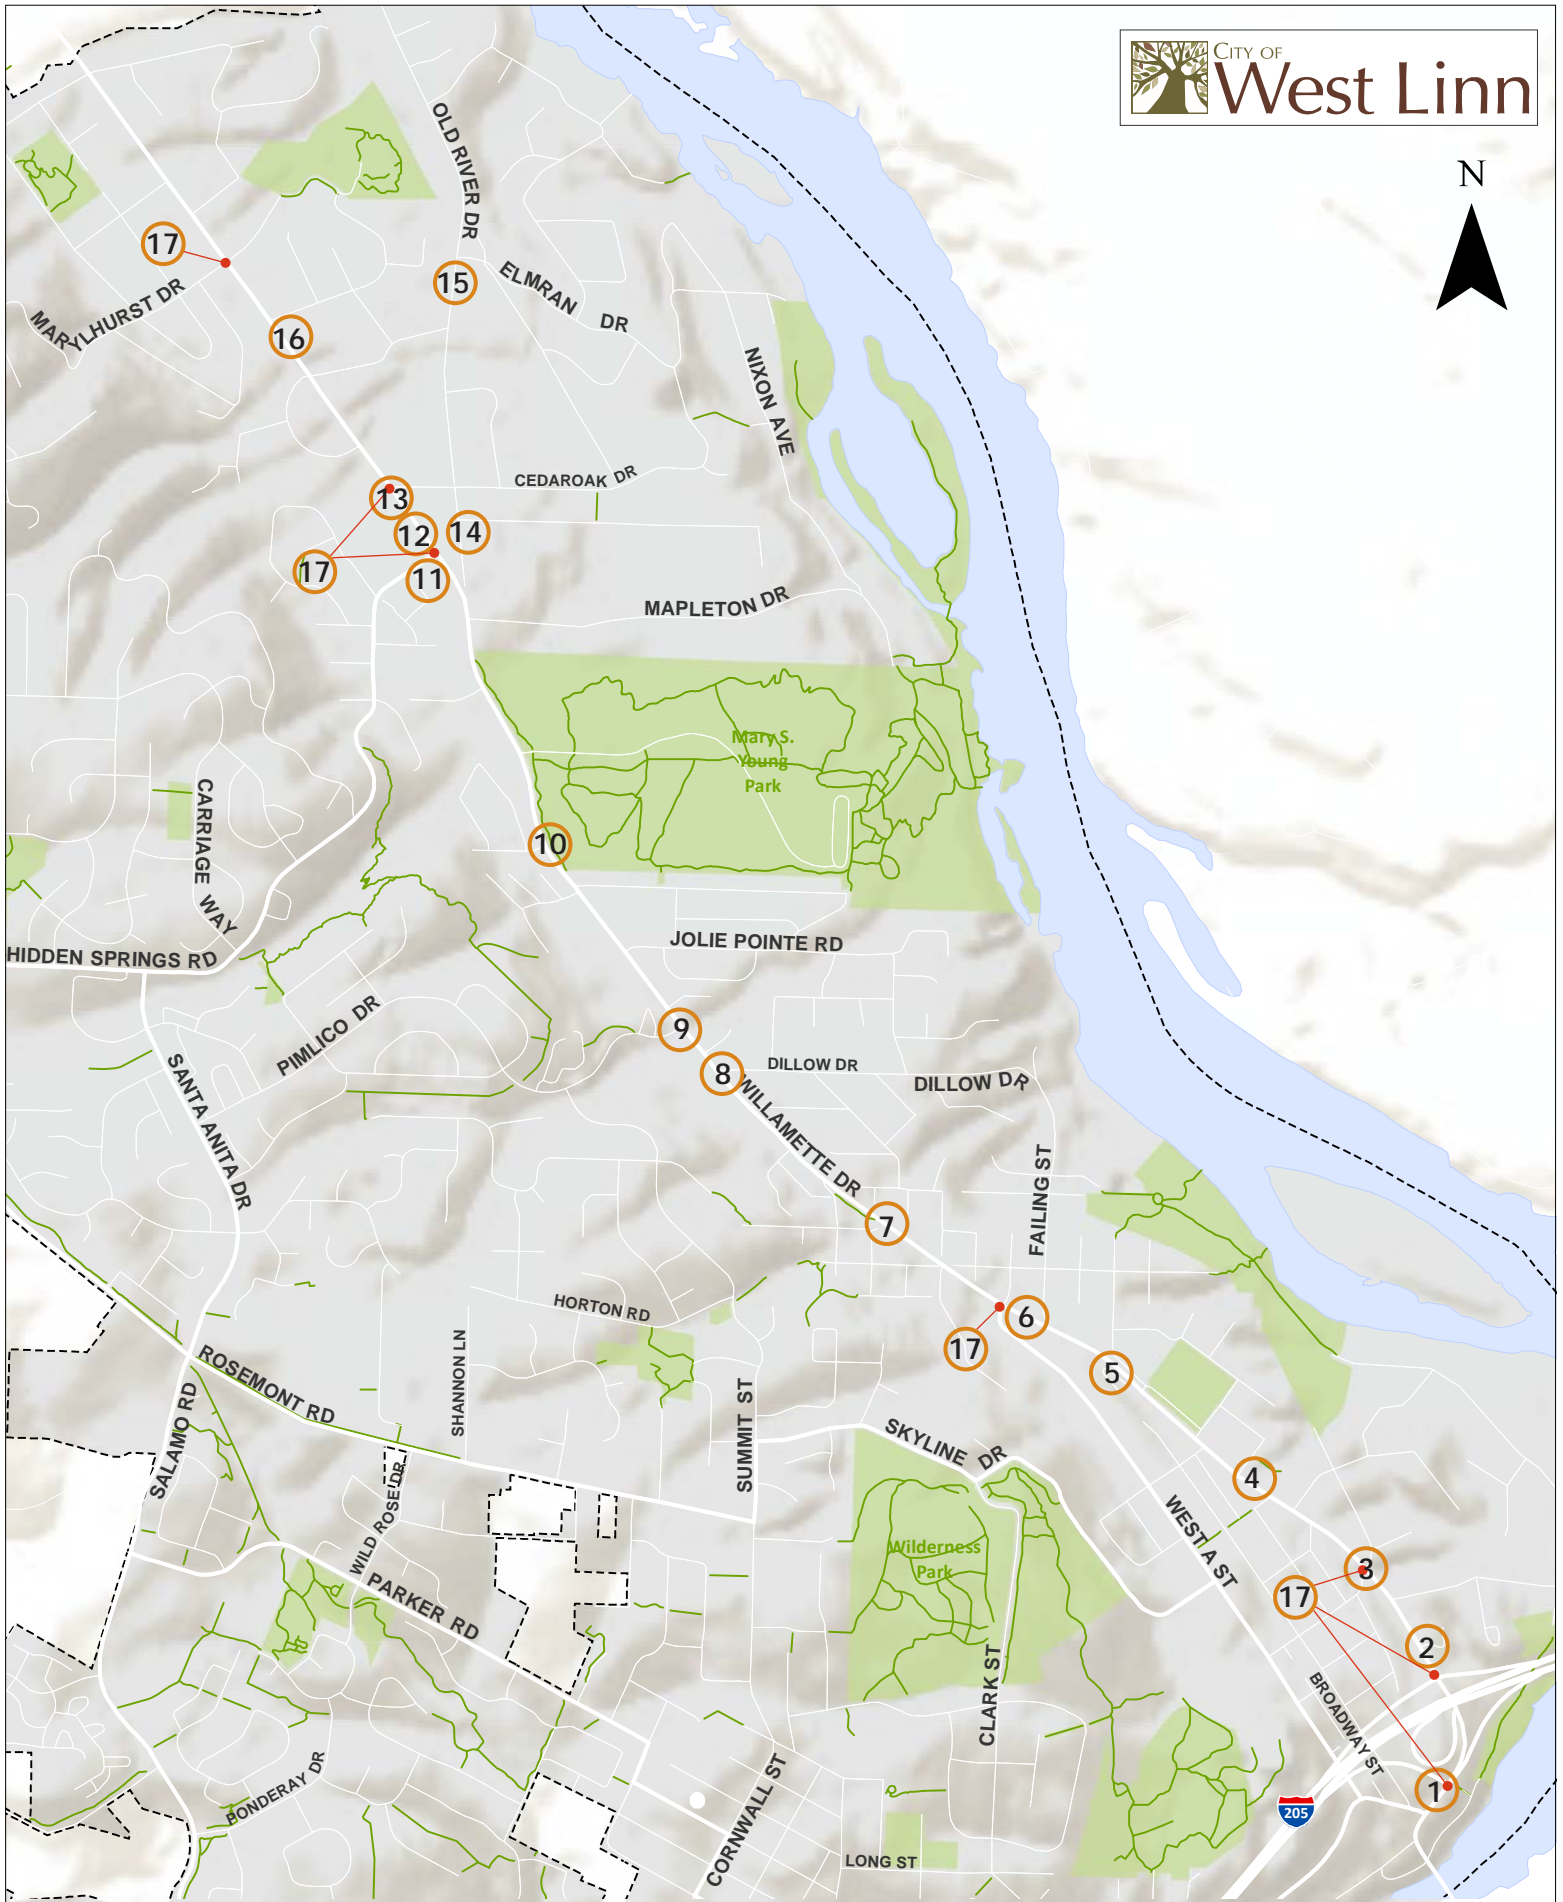 CITY OF
West Linn
N
OLD RIVER DR
17
15
ELMRAN DR
MARYLHURST DR
16
NIXON AVE
CEDAROAK DR
13
12
14
17
11
MAPLETON DR
Mary S.
Young
Park
CARRIAGE WAY
10
JOLIE POINTE RD
HIDDEN SPRINGS RD
PIMLICO DR
9
8
DILLOW DR
DILLOW DR
SANTA ANITA DR
WILLAMETTE DR
FAILING ST
7
HORTON RD
6
17
5
ROSEMONT RD
SHANNON LN
SALAMO RD
SUMMIT ST
SKYLINE DR
4
WILD ROSE DR
WEST A ST
Wilderness
Park
3
17
PARKER RD
2
CLARK ST
BROADWAY ST
PONDERAY DR
CORNWALL ST
1
205
LONG ST